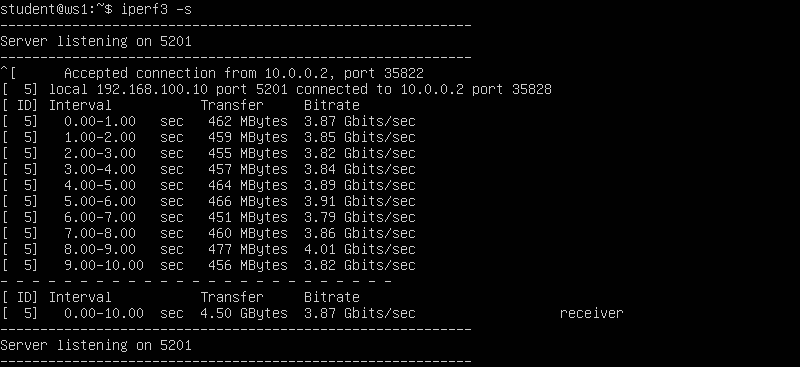 student@ws1:~$ iperf3 -s
-----------------------------------------------------------
Server listening on 5201
-----------------------------------------------------------
^[      Accepted connection from 10.0.0.2, port 35822
[  5] local 192.168.100.10 port 5201 connected to 10.0.0.2 port 35828
[ ID] Interval           Transfer     Bitrate
[  5]   0.00-1.00   sec   462 MBytes  3.87 Gbits/sec
[  5]   1.00-2.00   sec   459 MBytes  3.85 Gbits/sec
[  5]   2.00-3.00   sec   455 MBytes  3.82 Gbits/sec
[  5]   3.00-4.00   sec   457 MBytes  3.84 Gbits/sec
[  5]   4.00-5.00   sec   464 MBytes  3.89 Gbits/sec
[  5]   5.00-6.00   sec   466 MBytes  3.91 Gbits/sec
[  5]   6.00-7.00   sec   451 MBytes  3.79 Gbits/sec
[  5]   7.00-8.00   sec   460 MBytes  3.86 Gbits/sec
[  5]   8.00-9.00   sec   477 MBytes  4.01 Gbits/sec
[  5]   9.00-10.00  sec   456 MBytes  3.82 Gbits/sec
- - - - - - - - - - - - - - - - - - - - - - - - -
[ ID] Interval           Transfer     Bitrate
[  5]   0.00-10.00  sec  4.50 GBytes  3.87 Gbits/sec                  receiver
-----------------------------------------------------------
Server listening on 5201
-----------------------------------------------------------